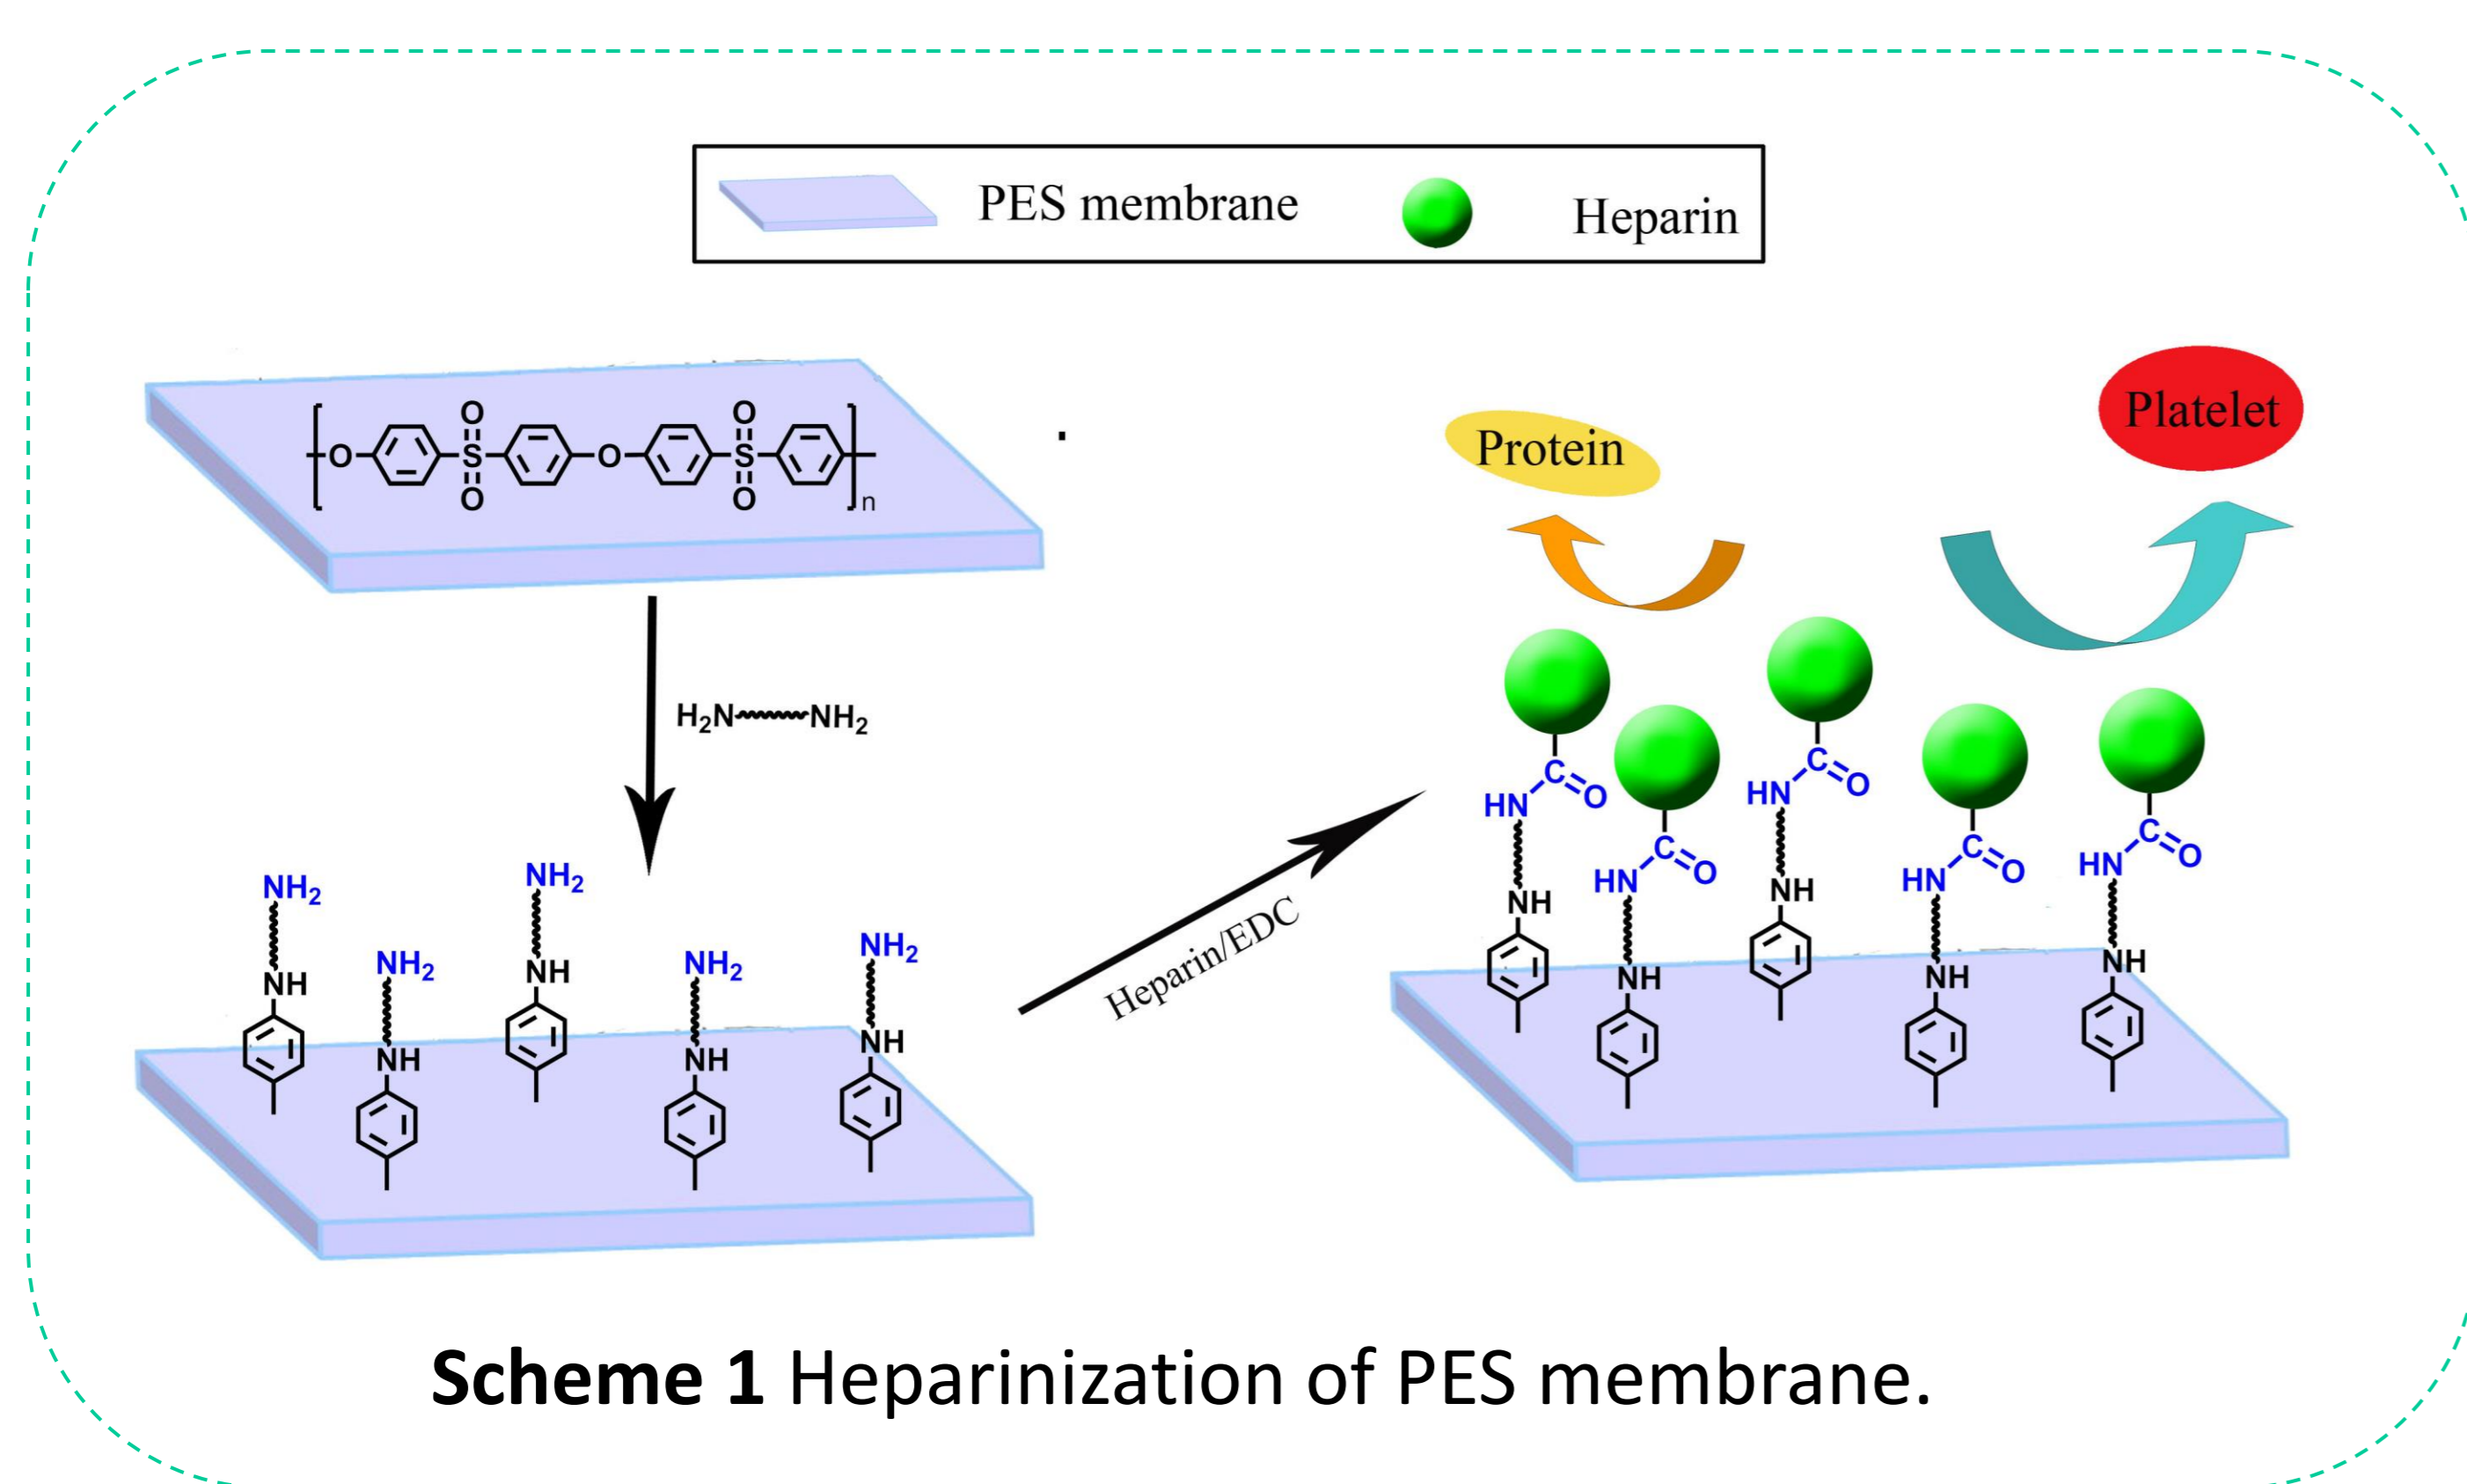 PES membrane
Heparin
O
O
O
S
O
S
O
O
n
Protein
Platelet
H₂N NH₂
NH₂
NH₂
NH₂
NH₂
NH₂
NH
NH
NH
NH
NH
Heparin/EDC
C
O
HN
NH
C
O
HN
NH
C
O
HN
NH
C
O
HN
NH
C
O
HN
NH
Scheme 1 Heparinization of PES membrane.